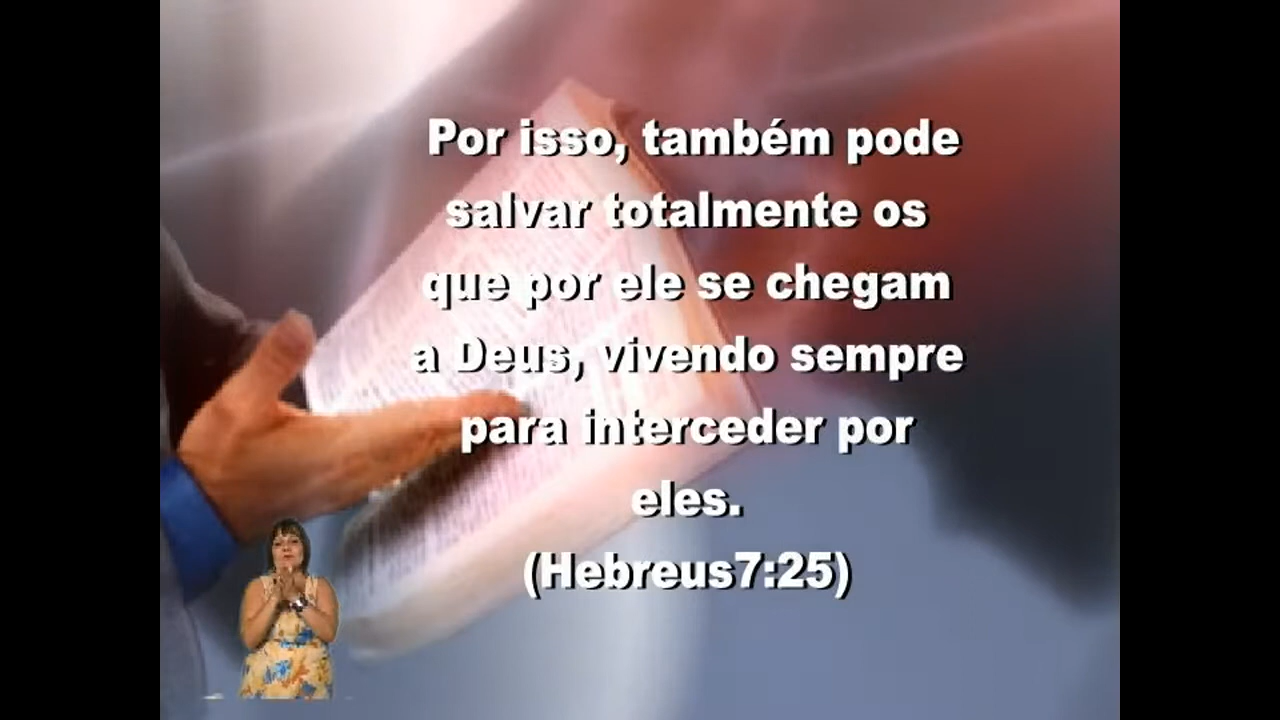 Por isso, também pode
salvar totalmente os
que por ele se chegam
a Deus, vivendo sempre
para interceder por
eles.
(Hebreus7:25)